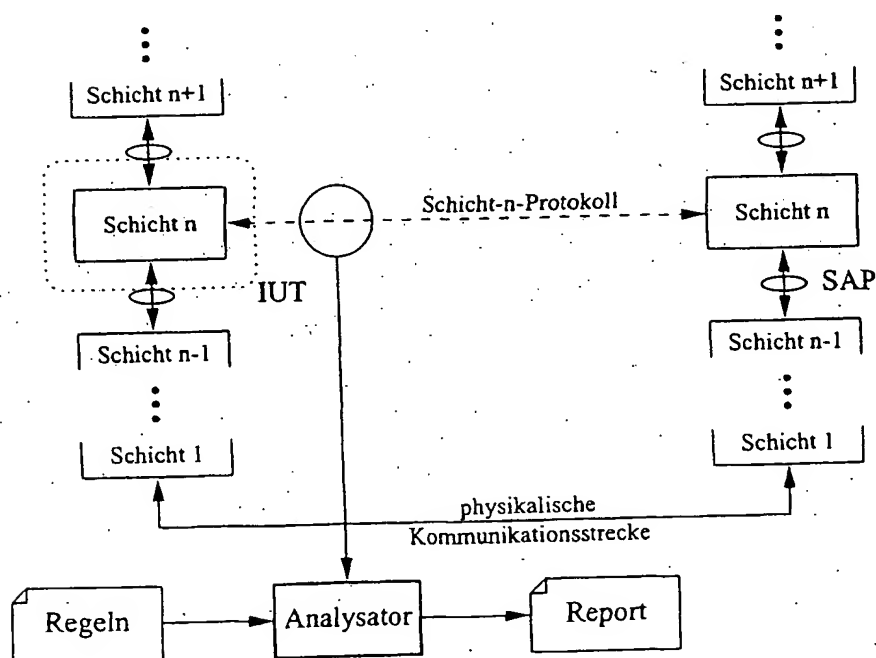 Schicht n+1
Schicht n+1
Schicht n
Schicht-n-Protokoll
Schicht n
IUT
SAP
Schicht n-1
Schicht n-1
Schicht 1
Schicht 1
physikalische
Kommunikationsstrecke
Regeln
Analysator
Report